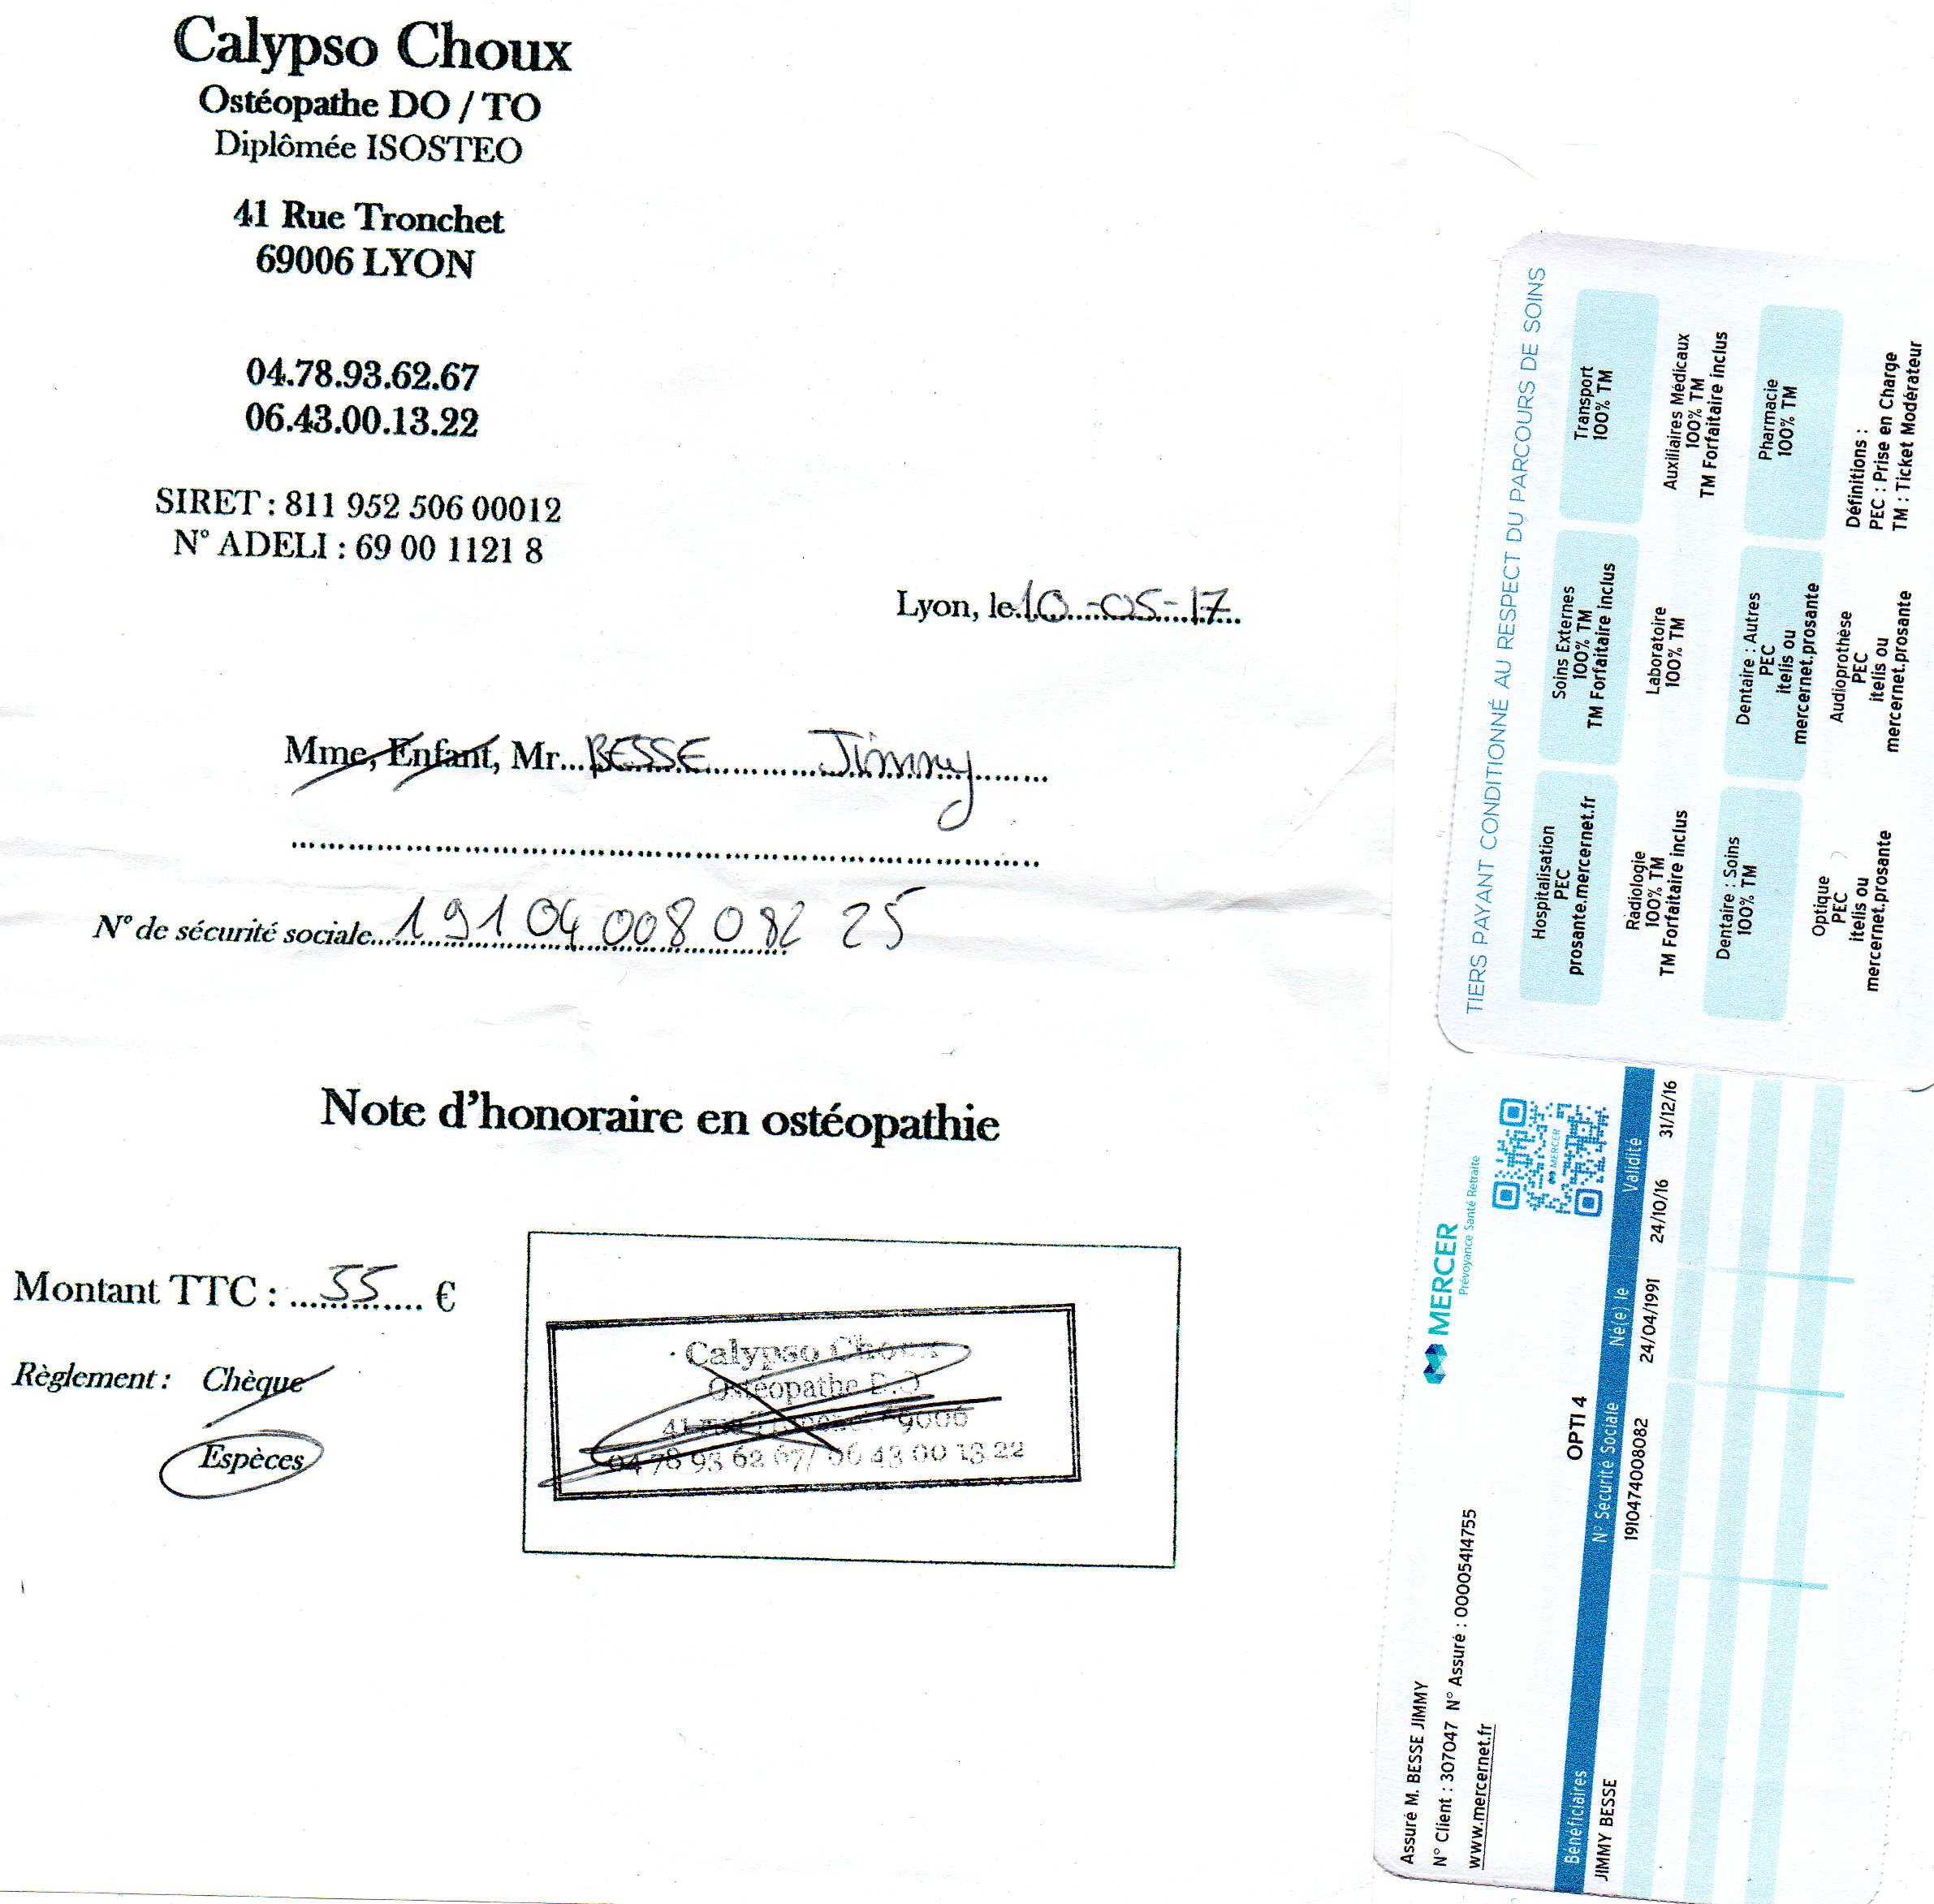 Calypso Choux
Ostéopathe DO / TO
Diplômée ISOSTEO
41 Rue Tronchet
69006 LYON
04.78.93.62.67
06.43.00.13.22
SIRET : 811 952 506 00012
N° ADELI : 69 00 1121 8
Lyon, le 10-05-17
Mme, Enfant, Mr BESSE Jimmy
N° de sécurité sociale 1 91 04 008 082 25
Note d'honoraire en ostéopathie
Montant TTC : 55 €
Règlement : Chèque
Espèces
Calypso Choux
Ostéopathe D.O
41 rue Tronchet 69006
04 78 93 62 67/ 06 43 00 13 22
TIERS PAYANT CONDITIONNÉ AU RESPECT DU PARCOURS DE SOINS
Hospitalisation
PEC
prosante.mercernet.fr
Soins Externes
100% TM
TM Forfaitaire inclus
Transport
100% TM
Radiologie
100% TM
TM Forfaitaire inclus
Laboratoire
100% TM
Auxiliaires Médicaux
100% TM
TM Forfaitaire inclus
Dentaire : Soins
100% TM
Dentaire : Autres
PEC
itelis ou
mercernet.prosante
Pharmacie
100% TM
Optique
PEC
itelis ou
mercernet.prosante
Audioprothèse
PEC
itelis ou
mercernet.prosante
Définitions :
PEC : Prise en Charge
TM : Ticket Modérateur
Assuré M. BESSE JIMMY
N° Client : 307047 N° Assuré : 00005414755
www.mercernet.fr
MERCER
Prévoyance Santé Retraite
MERCER
OPTI 4
Bénéficiaires N° Sécurité Sociale Né(e) le Validité
JIMMY BESSE 1910474008082 24/04/1991 24/10/16 31/12/16